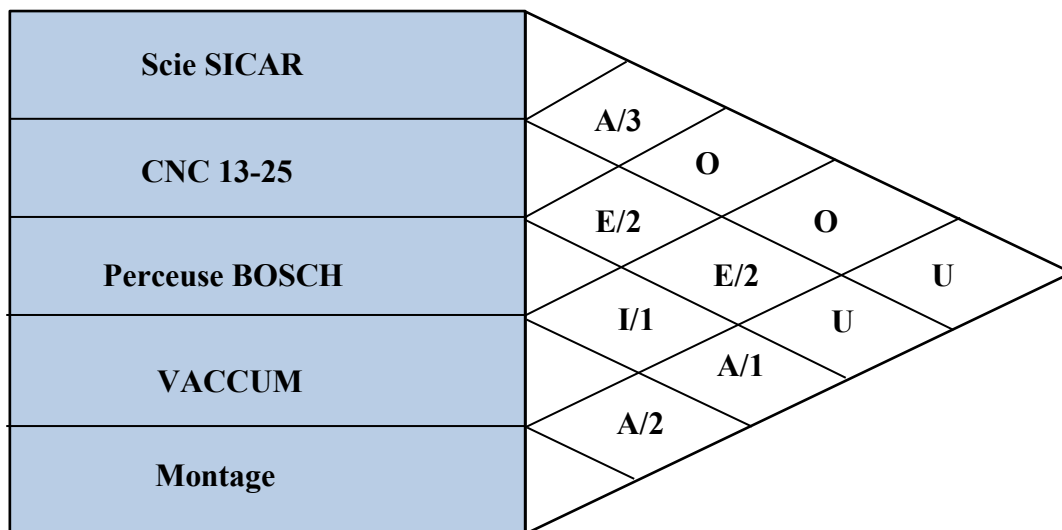 Scie SICAR
A/3
CNC 13-25
O
E/2
O
Perceuse BOSCH
E/2
U
I/1
U
VACCUM
A/1
A/2
Montage